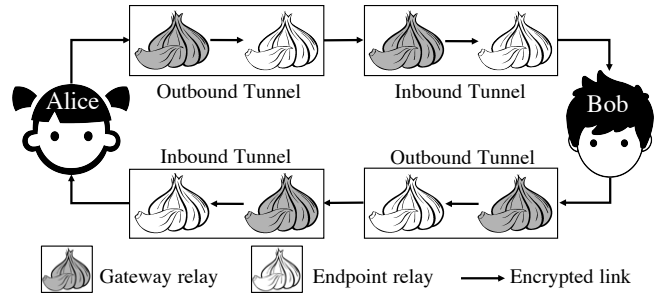 Alice
Outbound Tunnel
Inbound Tunnel
Bob
Inbound Tunnel
Outbound Tunnel
Gateway relay
Endpoint relay
Encrypted link